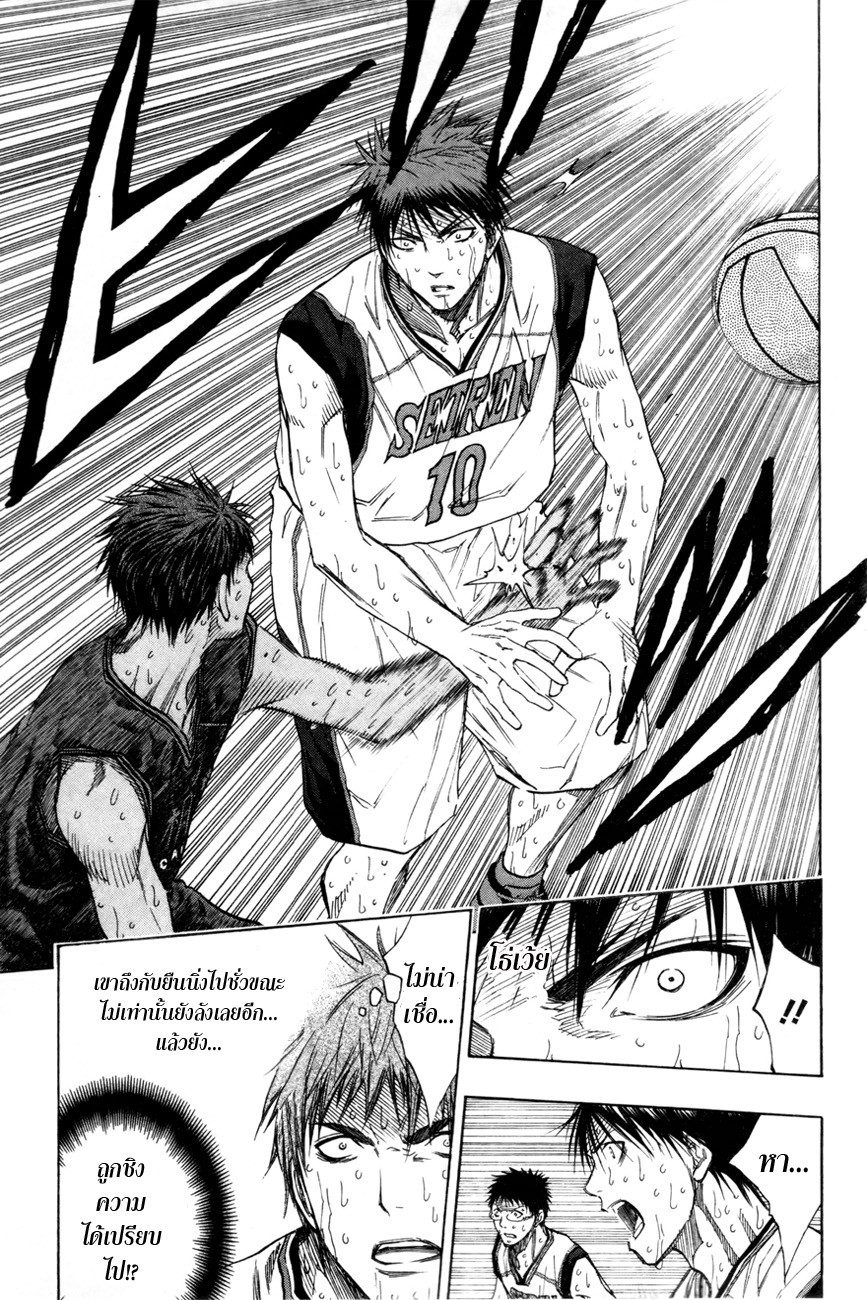 SEIRIN
10
CA
โธ่เว้ย
!!
ไม่น่า
เชื่อ...
เขาถึงกับยืนนิ่งไปชั่วขณะ
ไม่เท่านั้นยังลังเลยอีก...
แล้วยัง...
ถูกชิง
ความ
ได้เปรียบ
ไป!?
หา...